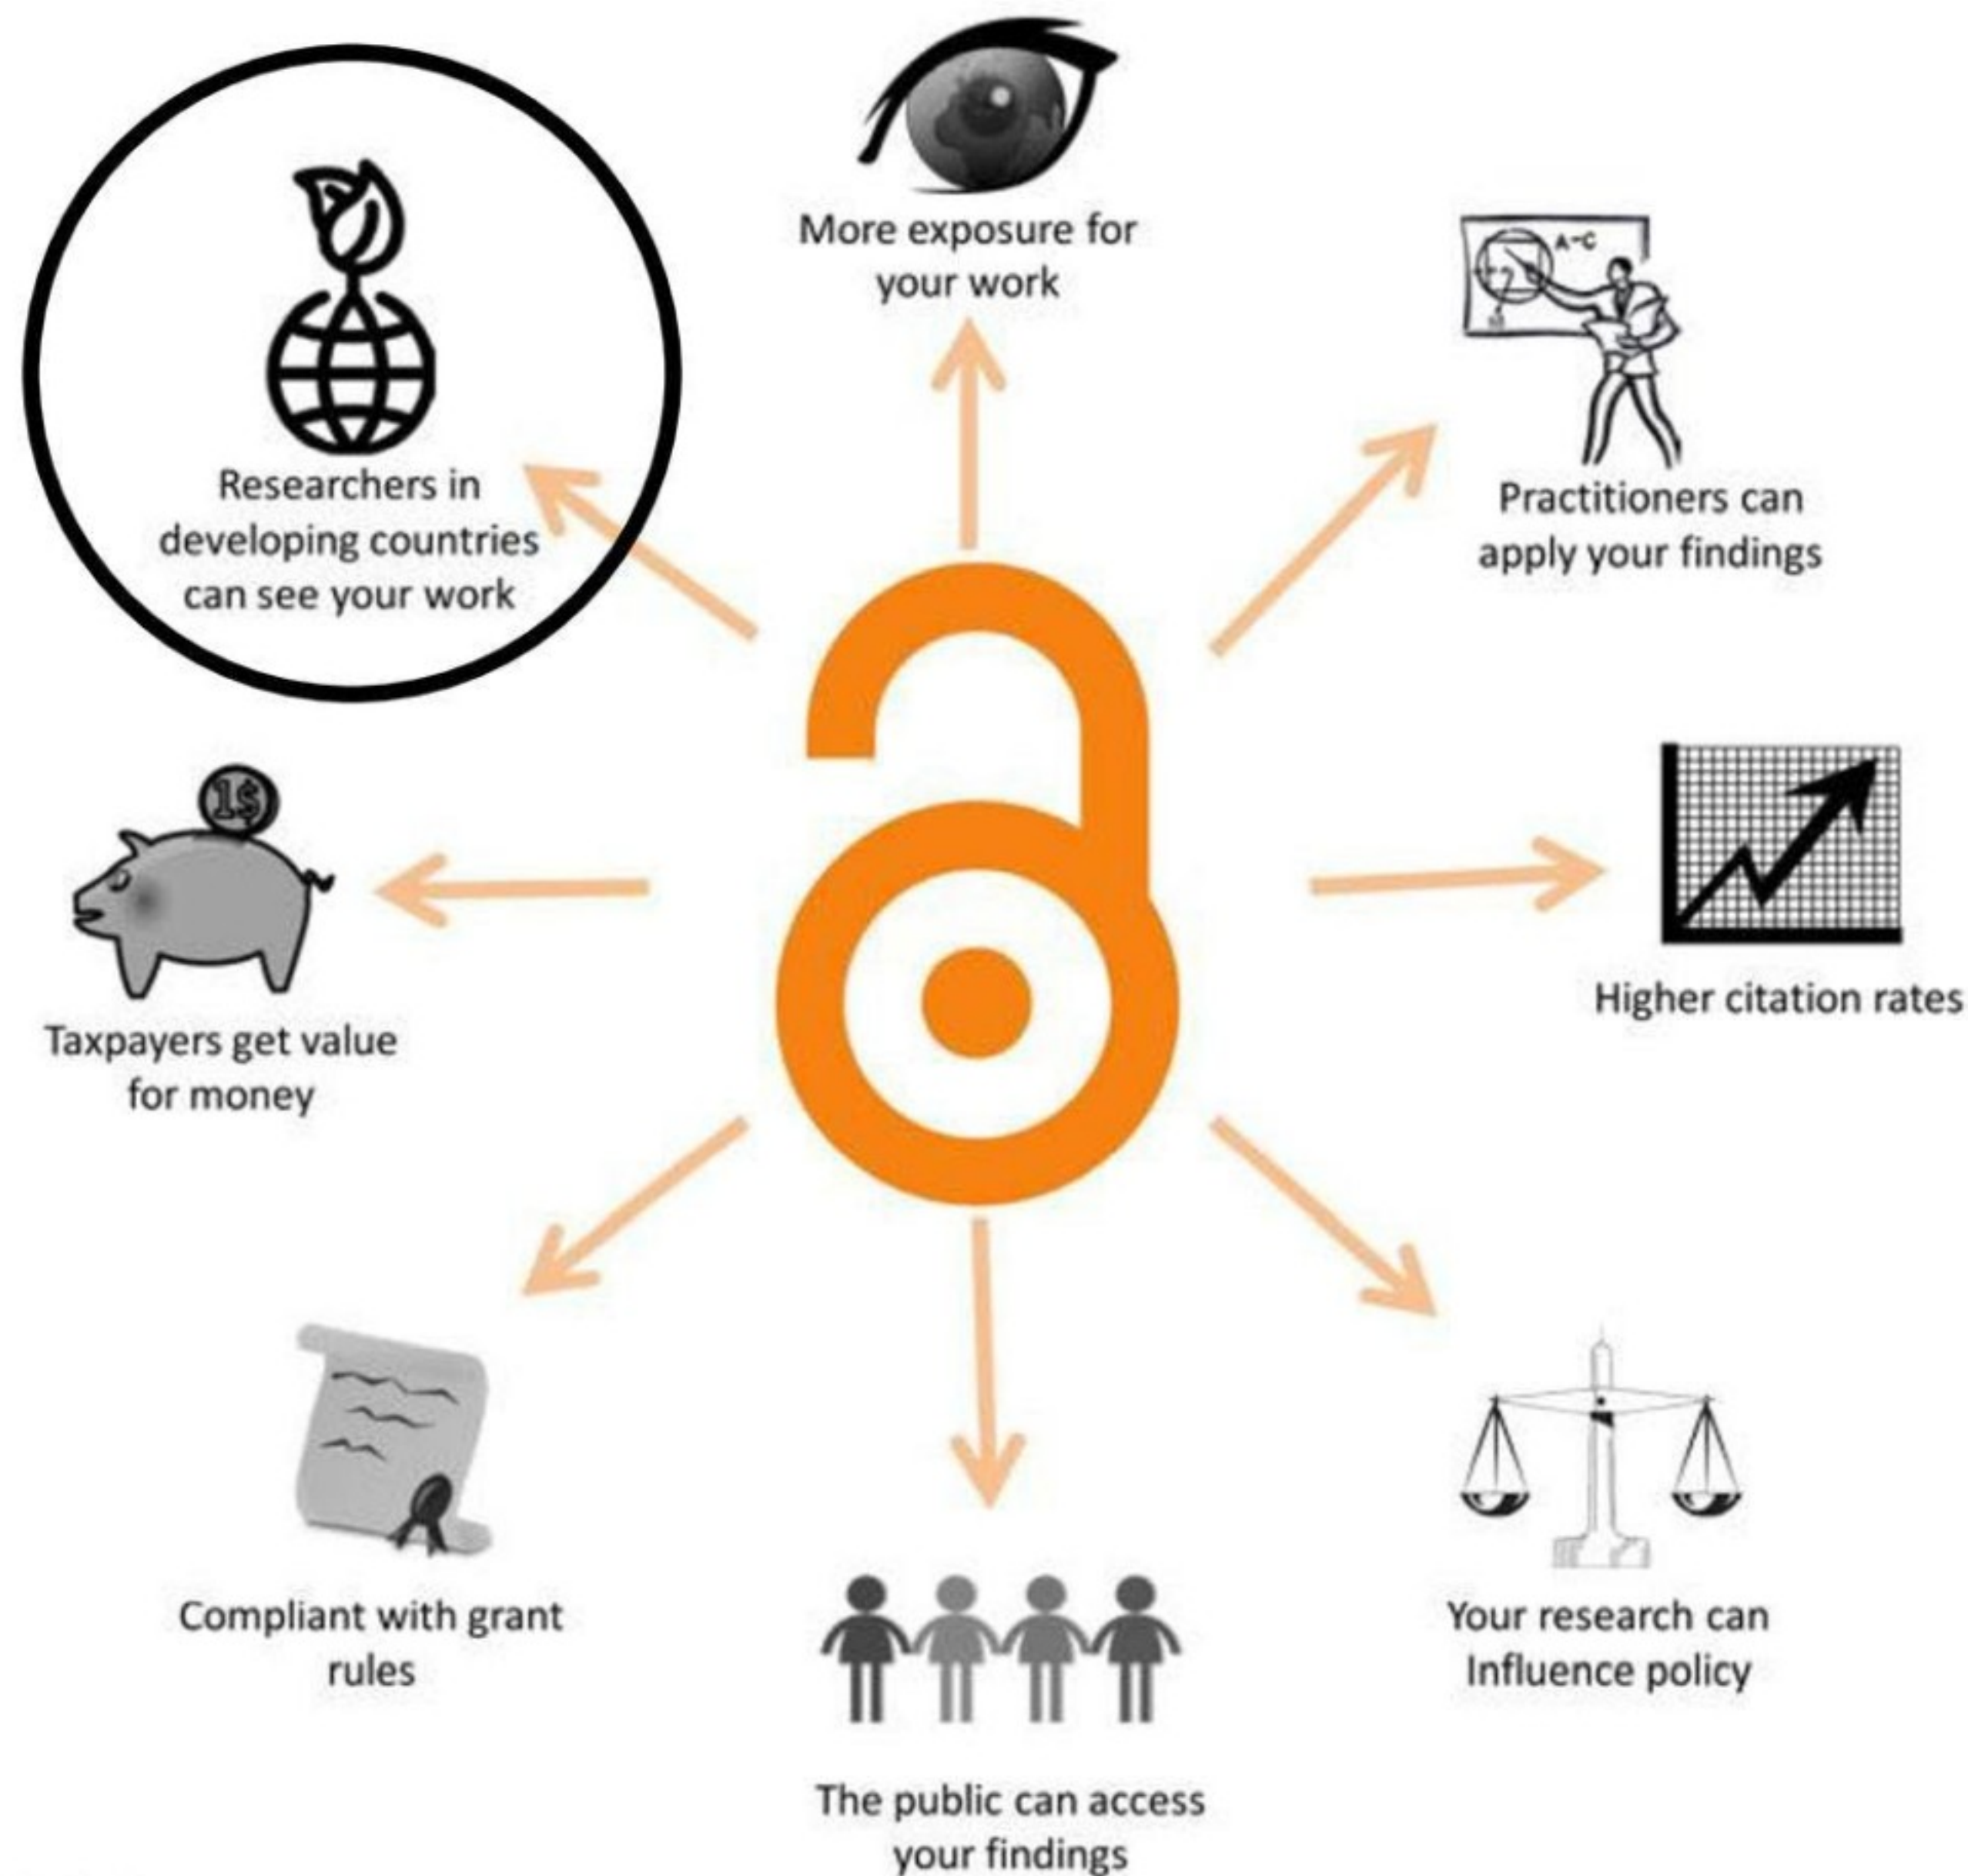 More exposure for
your work
A-C
Practitioners can
apply your findings
Higher citation rates
Your research can
Influence policy
The public can access
your findings
Compliant with grant
rules
1$
Taxpayers get value
for money
Researchers in
developing countries
can see your work